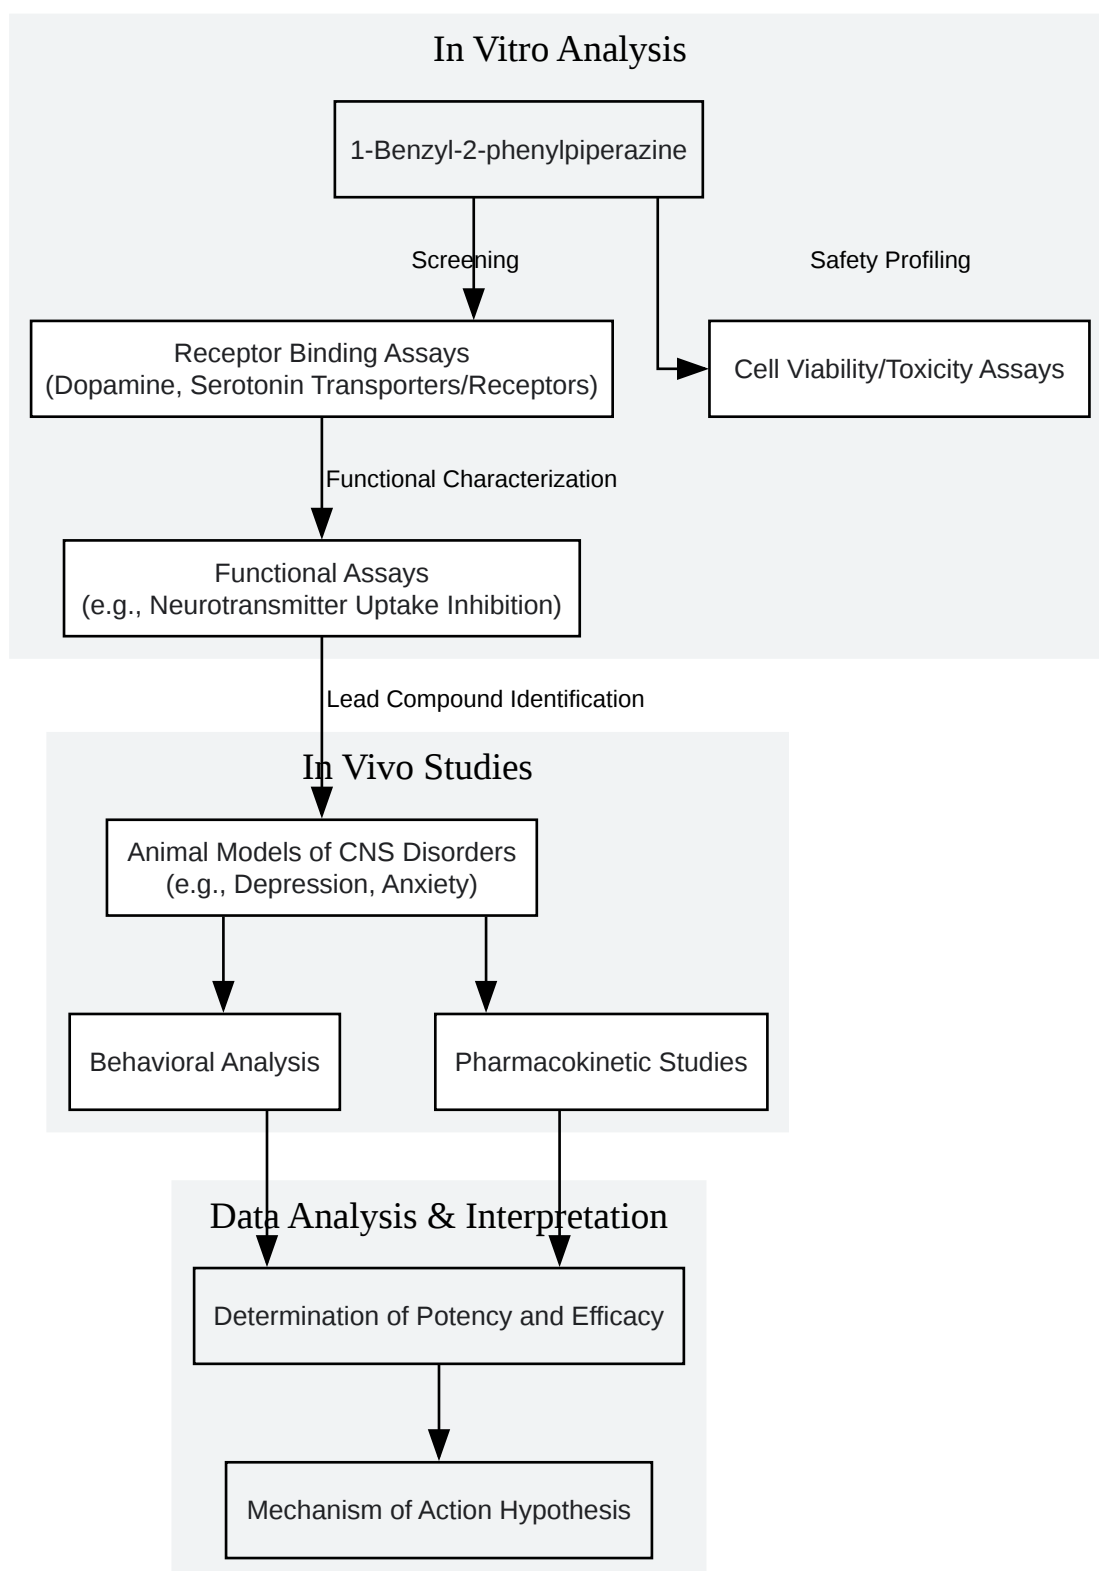 In Vitro Analysis
1-Benzyl-2-phenylpiperazine
Screening
Safety Profiling
Receptor Binding Assays
(Dopamine, Serotonin Transporters/Receptors)
Cell Viability/Toxicity Assays
Functional Characterization
Functional Assays
(e.g., Neurotransmitter Uptake Inhibition)
Lead Compound Identification
In Vivo Studies
Animal Models of CNS Disorders
(e.g., Depression, Anxiety)
Behavioral Analysis
Pharmacokinetic Studies
Data Analysis & Interpretation
Determination of Potency and Efficacy
Mechanism of Action Hypothesis